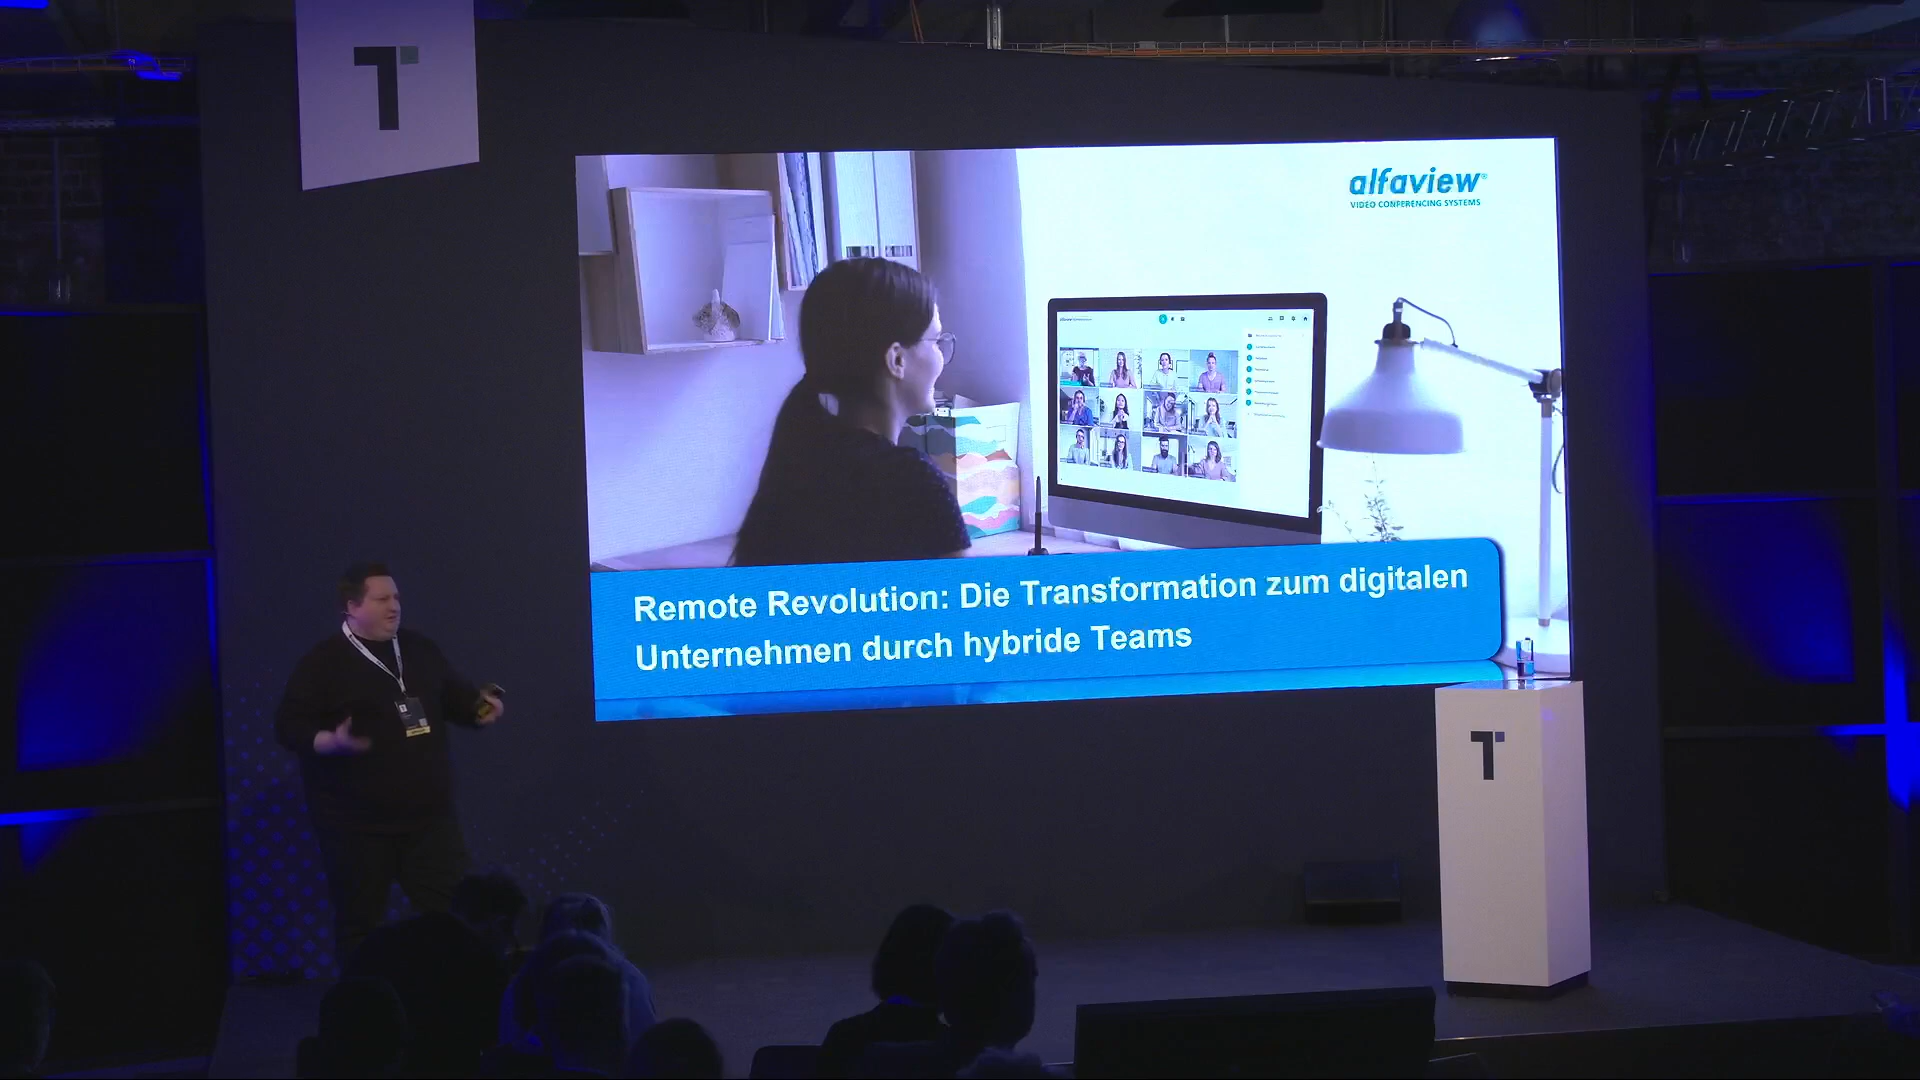 alfaview®
VIDEO CONFERENCING SYSTEMS
Remote Revolution: Die Transformation zum digitalen
Unternehmen durch hybride Teams